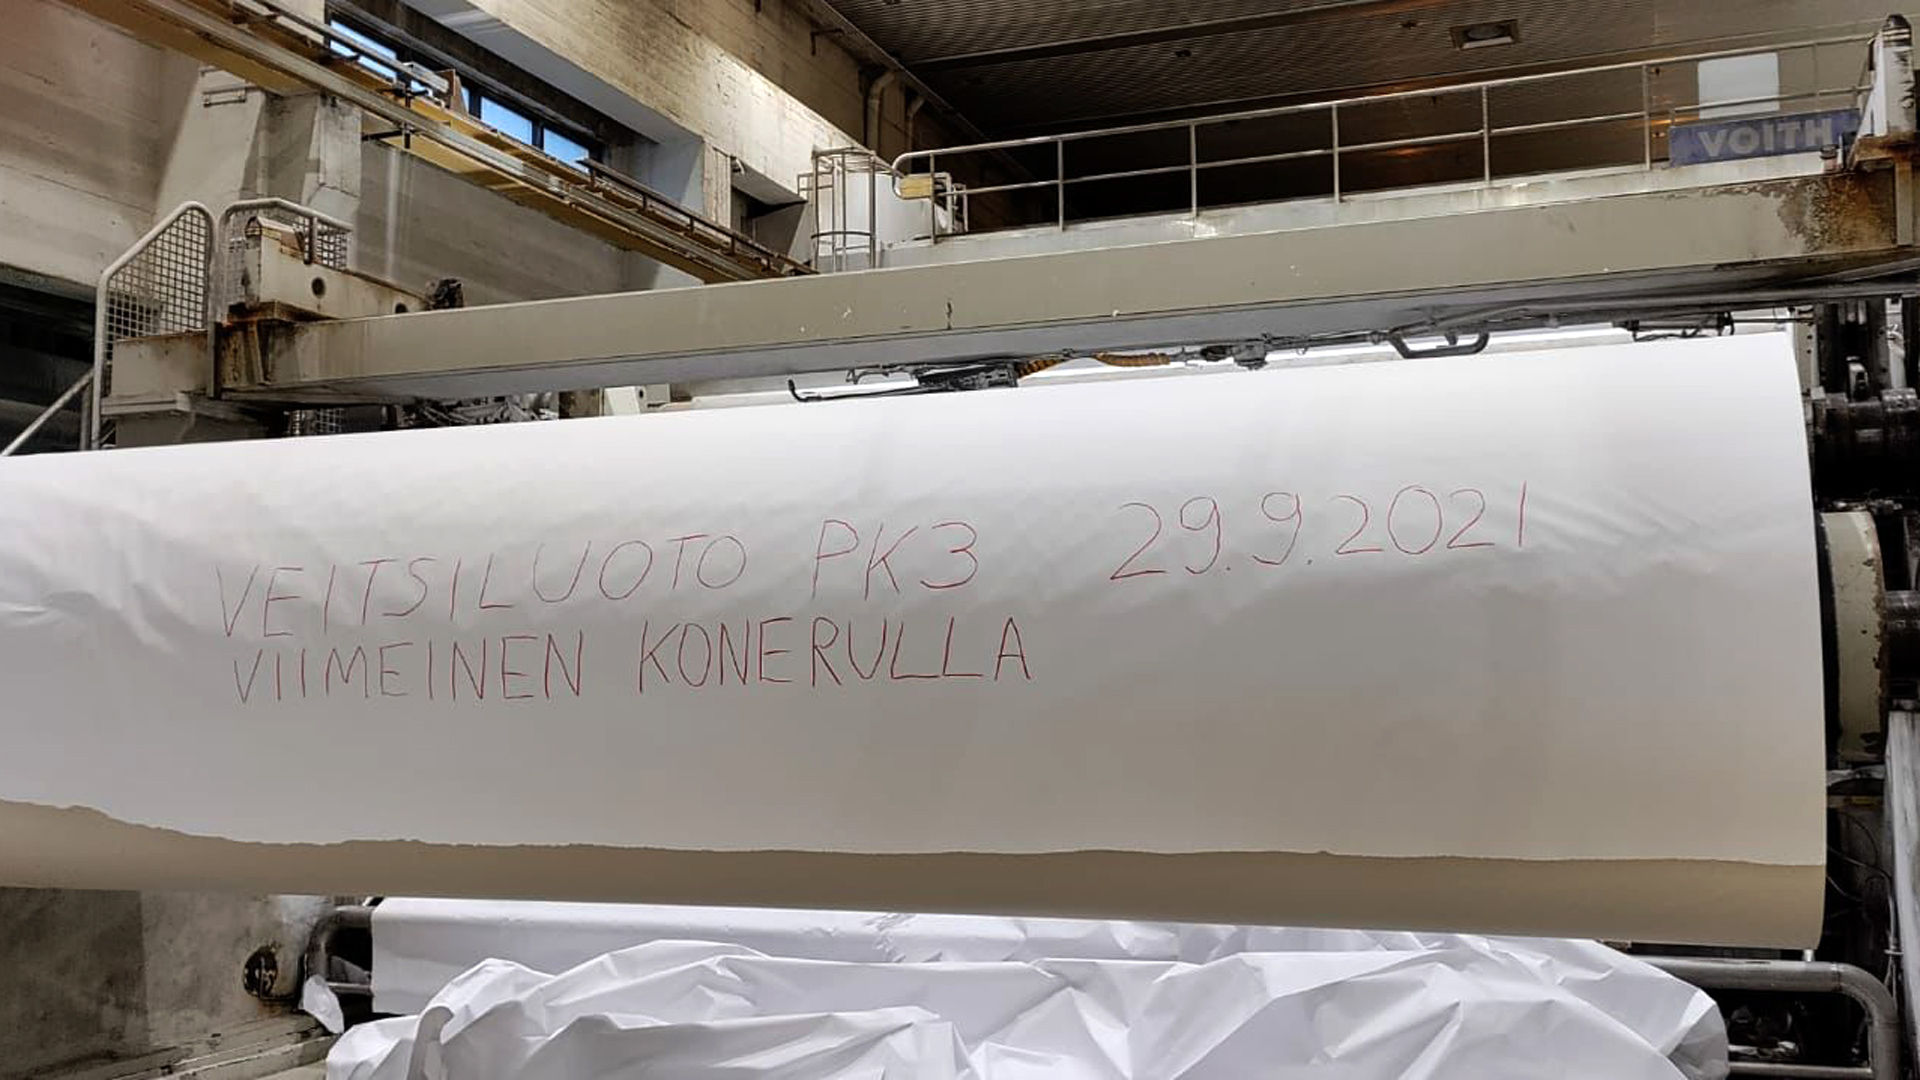 VOITH
VEITSILUOTO PK3 29.9.2021
VIIMEINEN KONERULLA